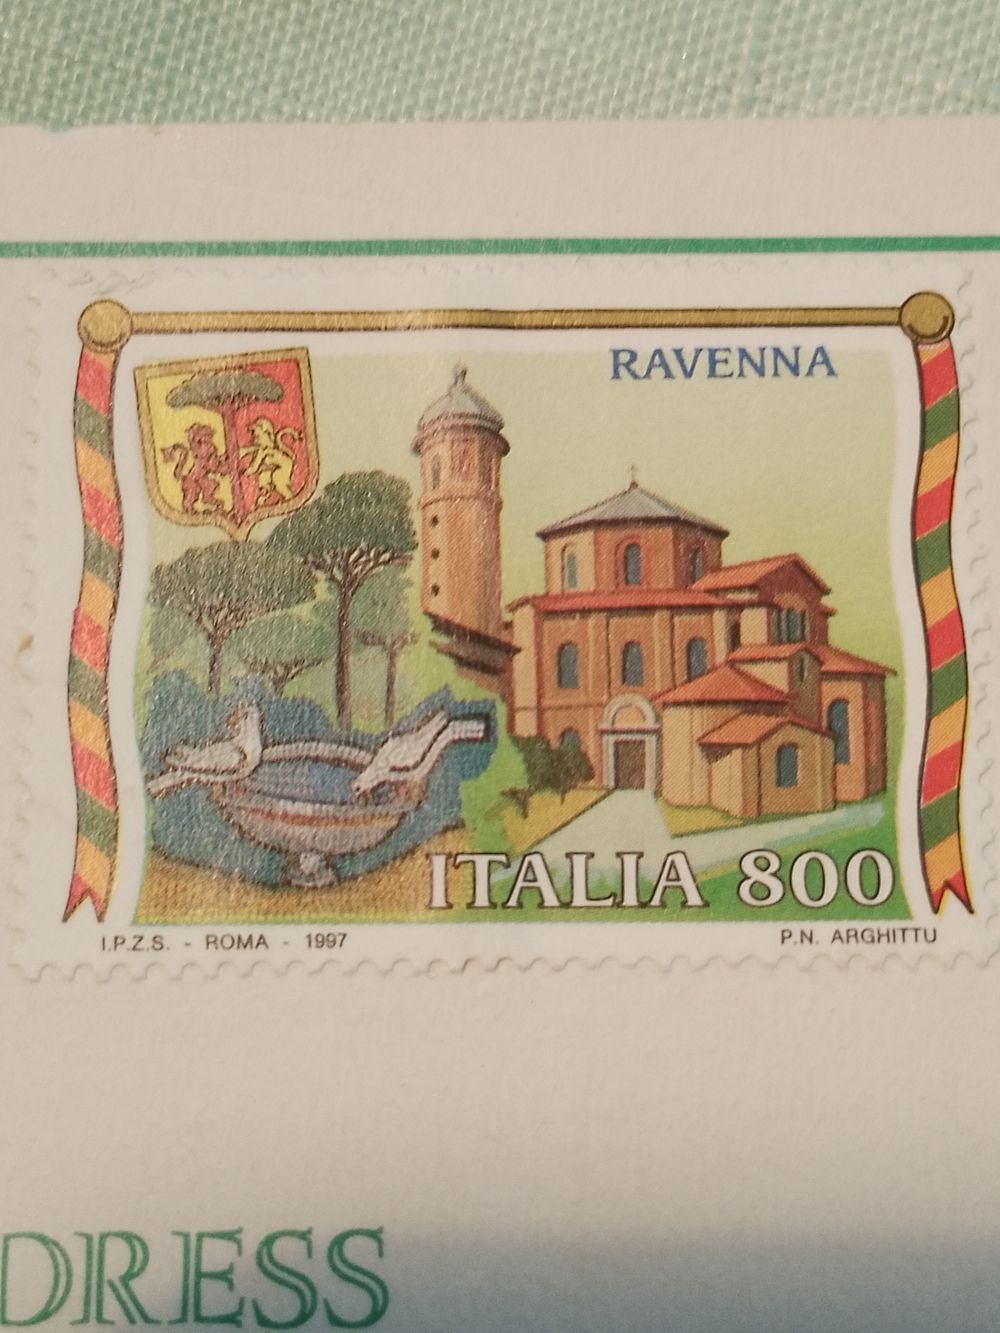 RAVENNA
ITALIA 800
I.P.Z.S. - ROMA - 1997
P.N. ARGHITTU
DRESS